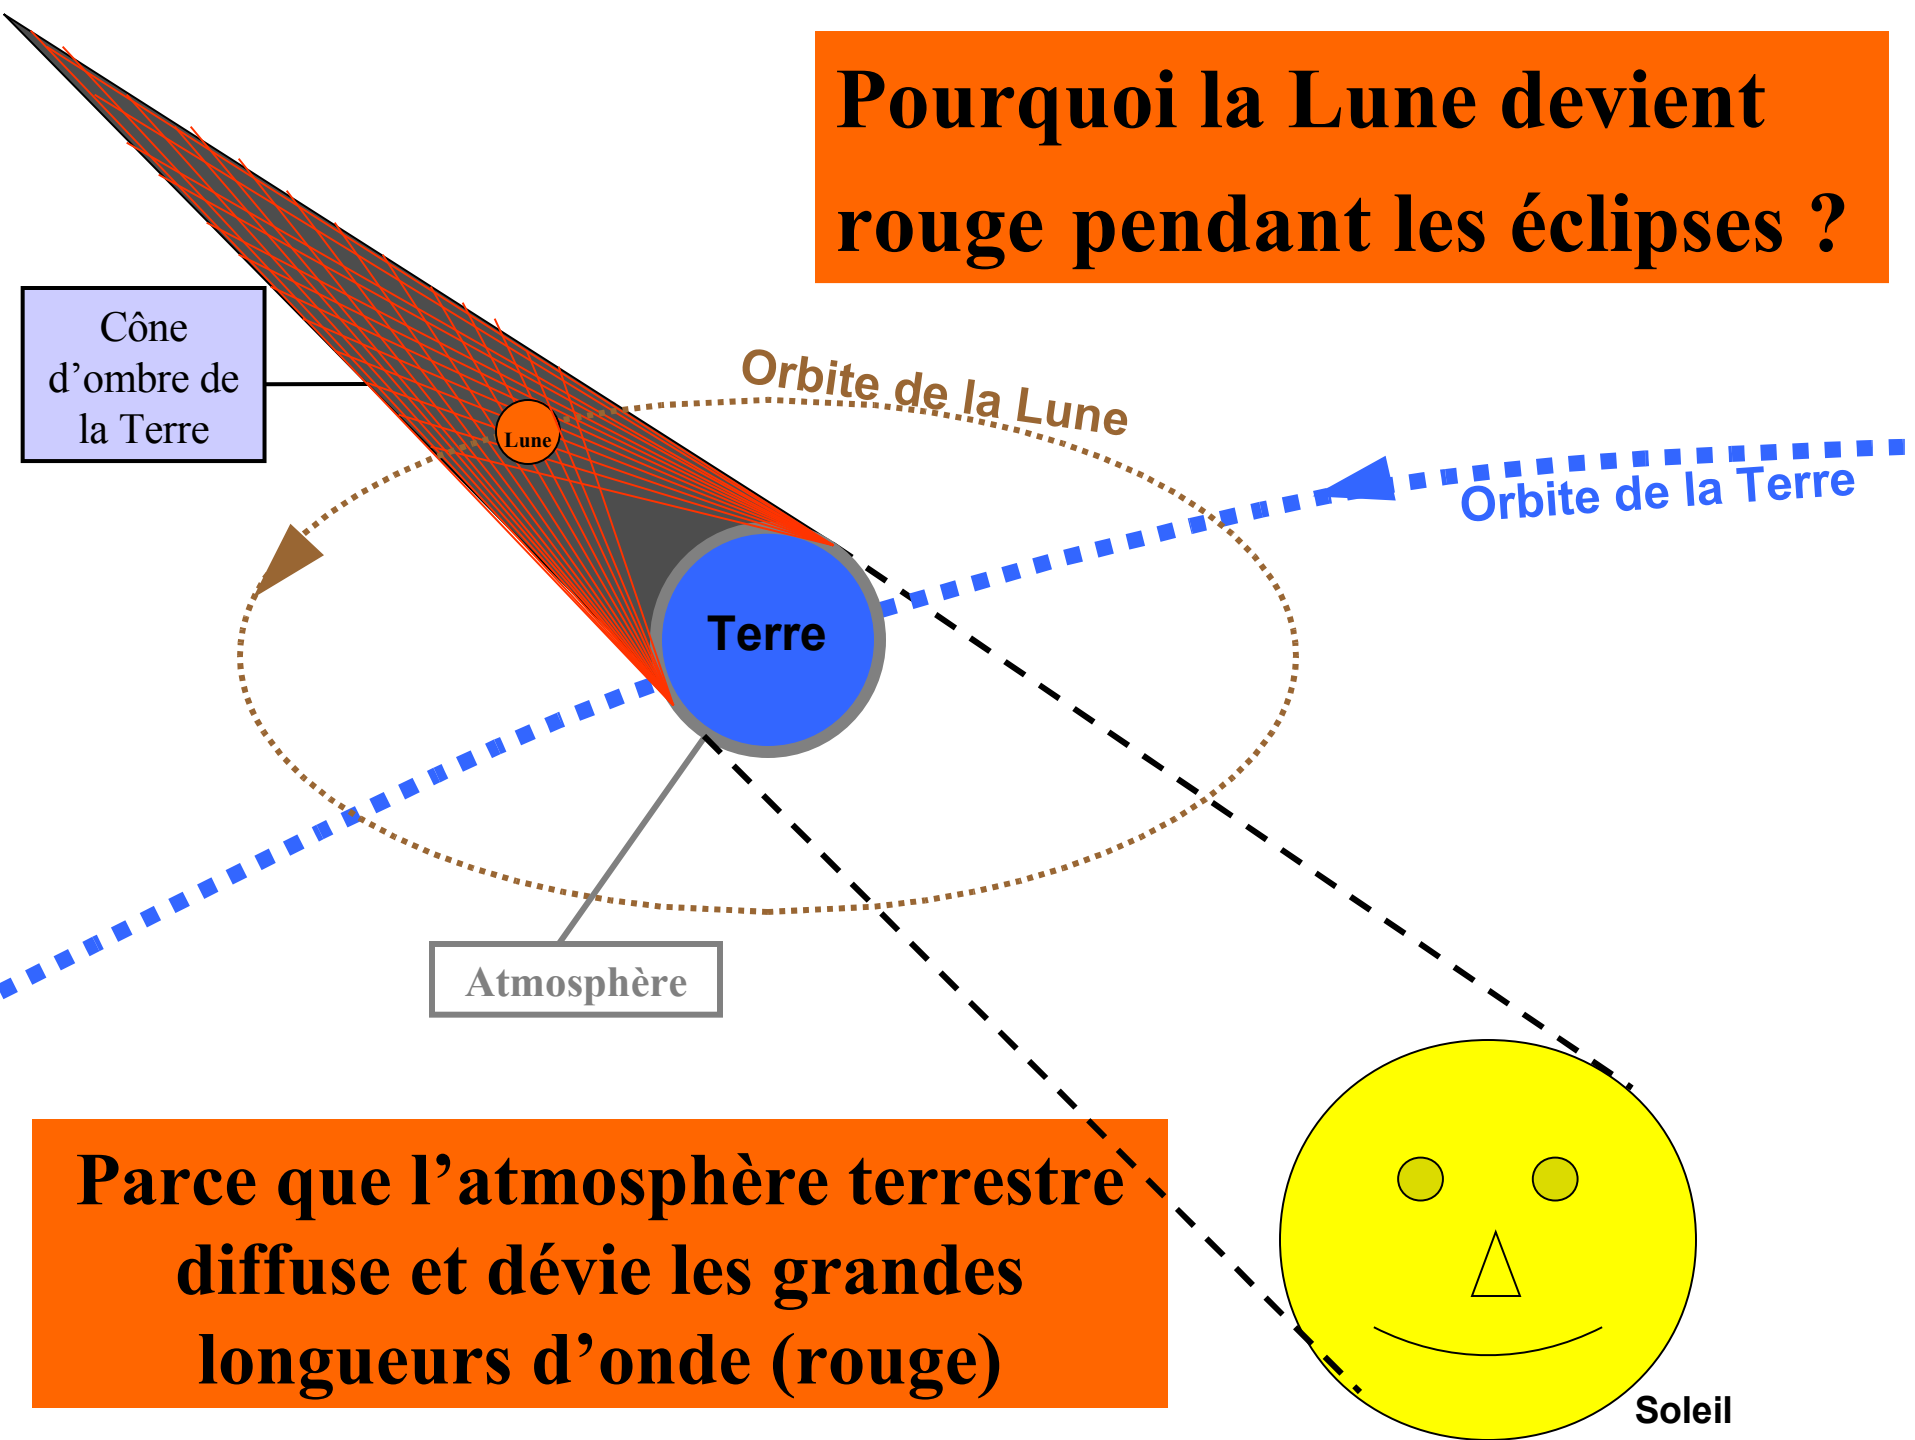 Pourquoi la Lune devient
rouge pendant les éclipses ?
Cône
d’ombre de
la Terre
Orbite de la Lune
Lune
Orbite de la Terre
Terre
Atmosphère
Parce que l’atmosphère terrestre
diffuse et dévie les grandes
longueurs d’onde (rouge)
Soleil